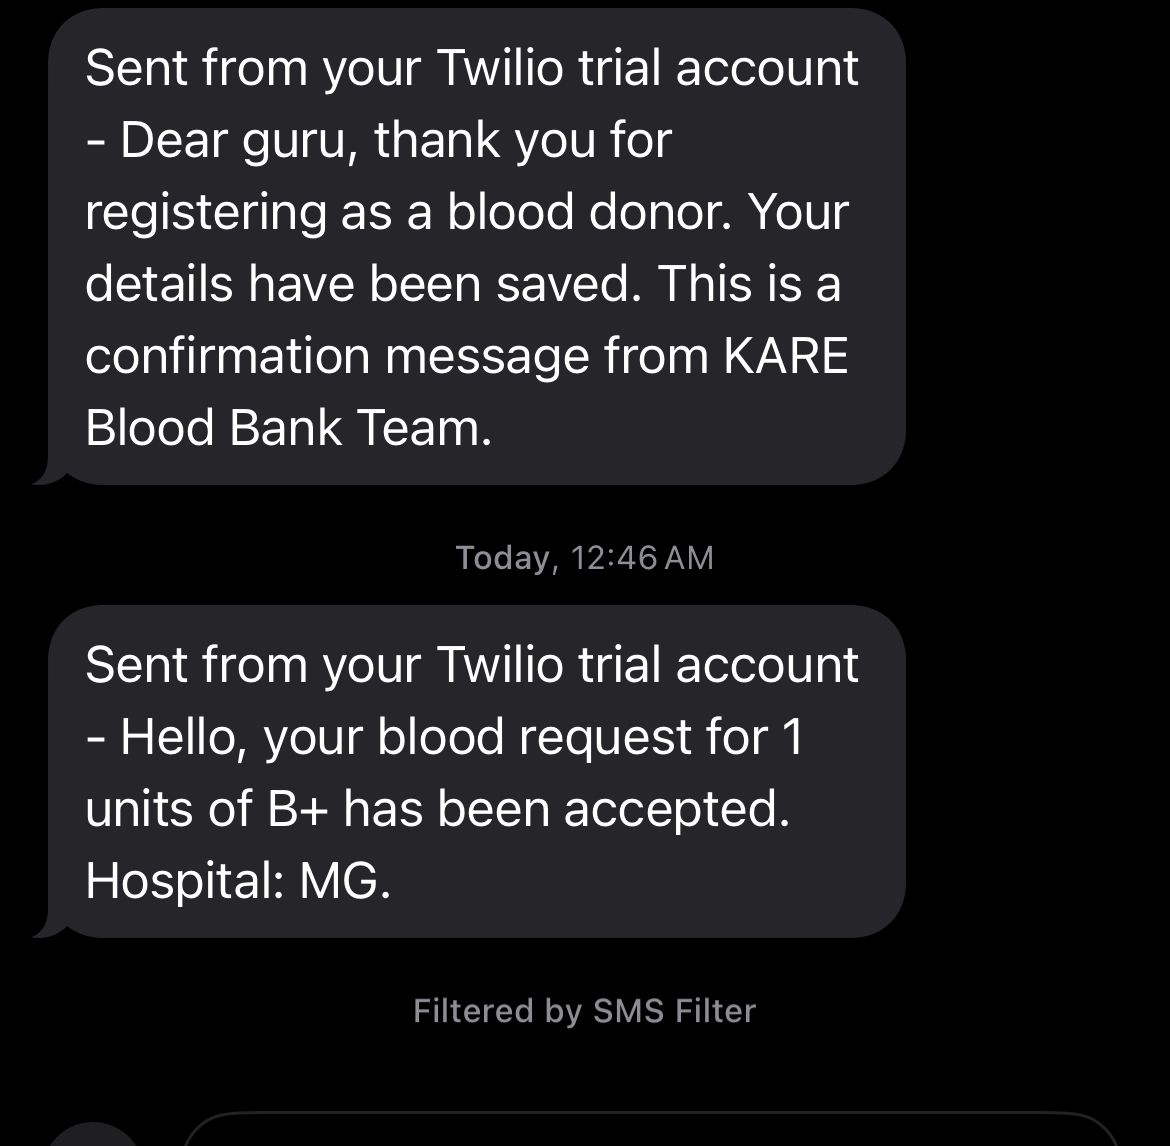 Sent from your Twilio trial account
- Dear guru, thank you for
registering as a blood donor. Your
details have been saved. This is a
confirmation message from KARE
Blood Bank Team.
Today, 12:46 AM
Sent from your Twilio trial account
- Hello, your blood request for 1
units of B+ has been accepted.
Hospital: MG.
Filtered by SMS Filter